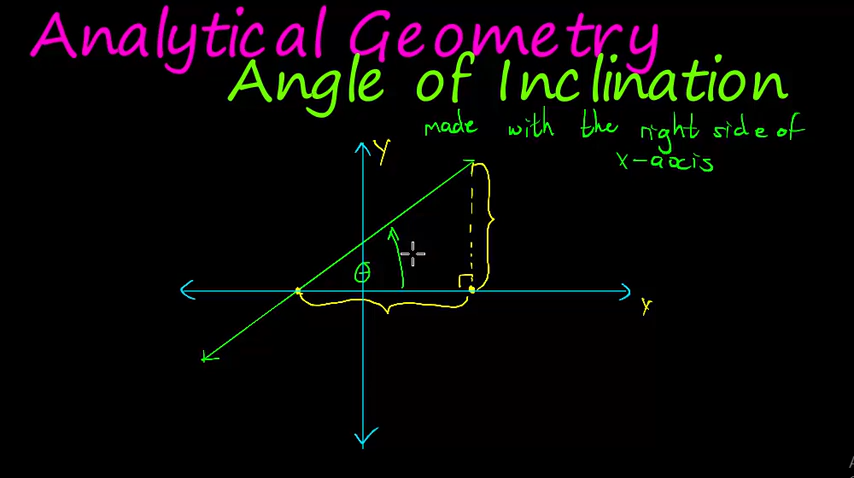 Analytical Geometry
Angle of Inclination
made with the right side of
x-axis
y
θ
x